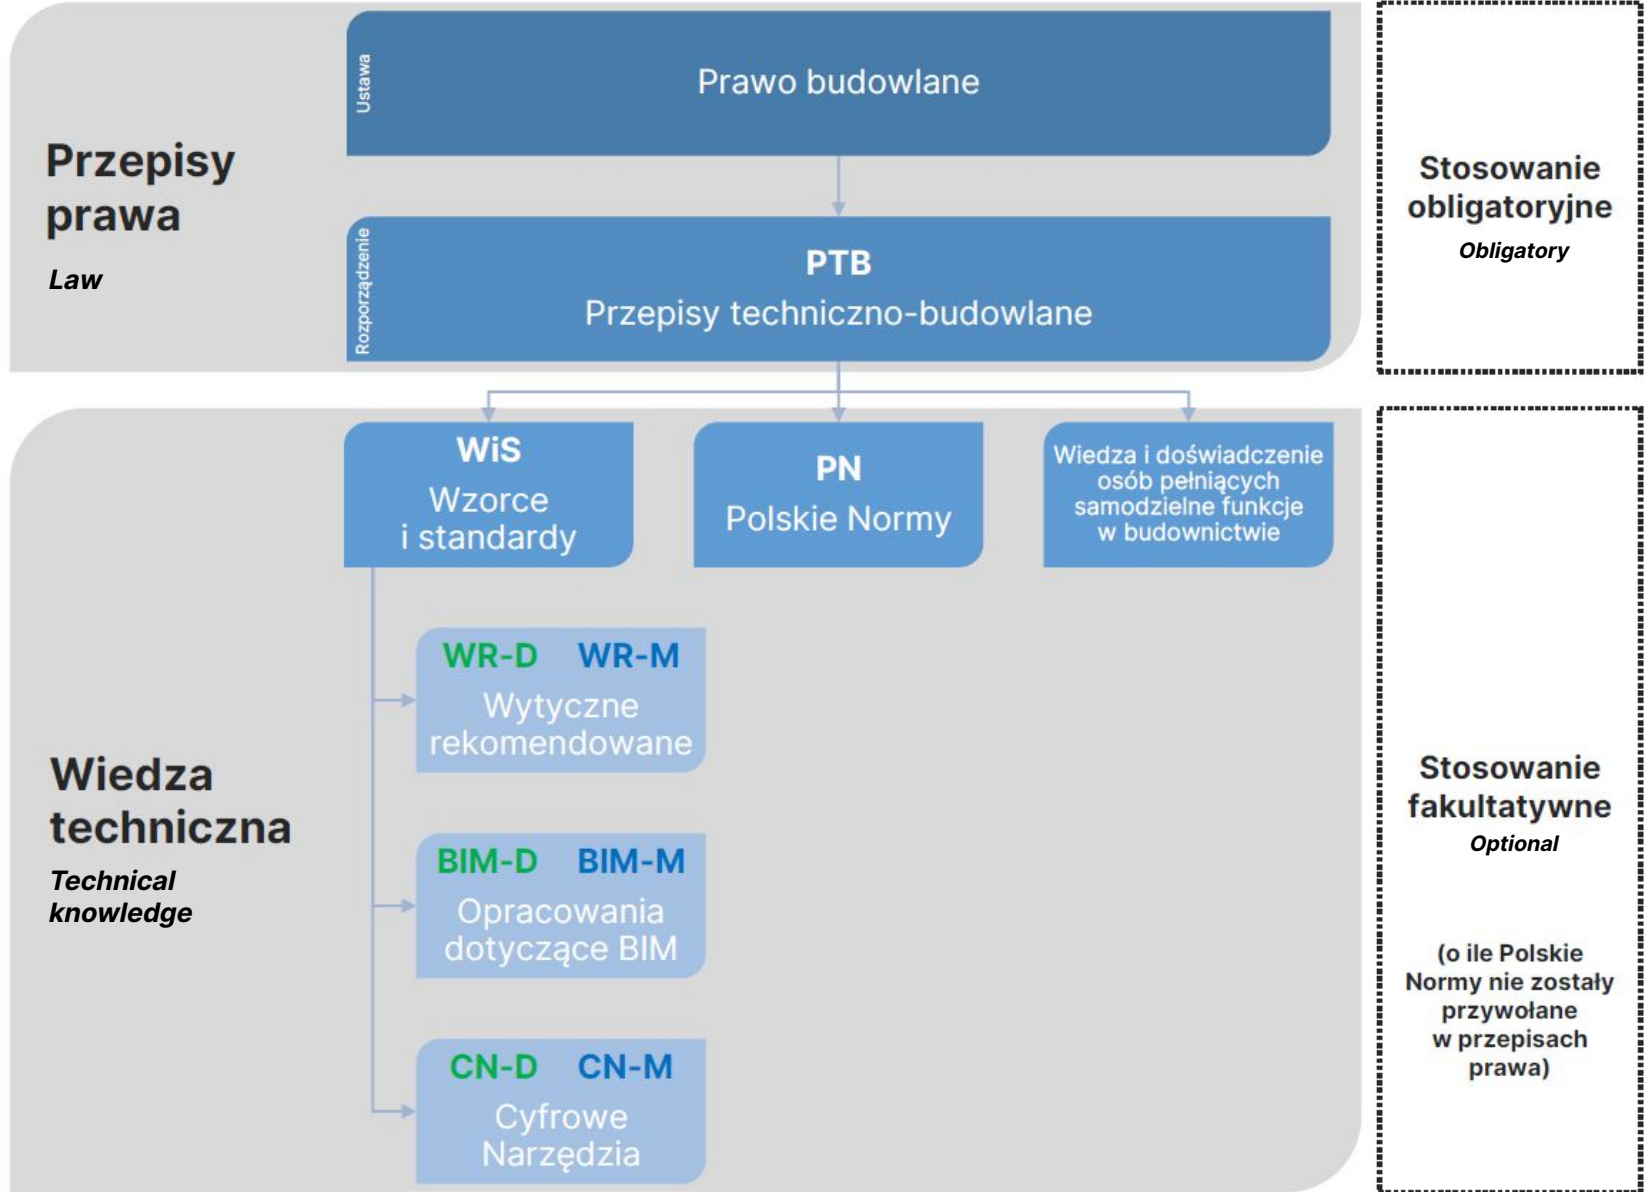 Przepisy
prawa
Law
Ustawa
Prawo budowlane
Rozporządzenie
PTB
Przepisy techniczno-budowlane
Stosowanie
obligatoryjne
Obligatory
Wiedza
techniczna
Technical
knowledge
WiS
Wzorce
i standardy
PN
Polskie Normy
Wiedza i doświadczenie
osób pełniących
samodzielne funkcje
w budownictwie
WR-D WR-M
Wytyczne
rekomendowane
BIM-D BIM-M
Opracowania
dotyczące BIM
CN-D CN-M
Cyfrowe
Narzędzia
Stosowanie
fakultatywne
Optional
(o ile Polskie
Normy nie zostały
przywołane
w przepisach
prawa)